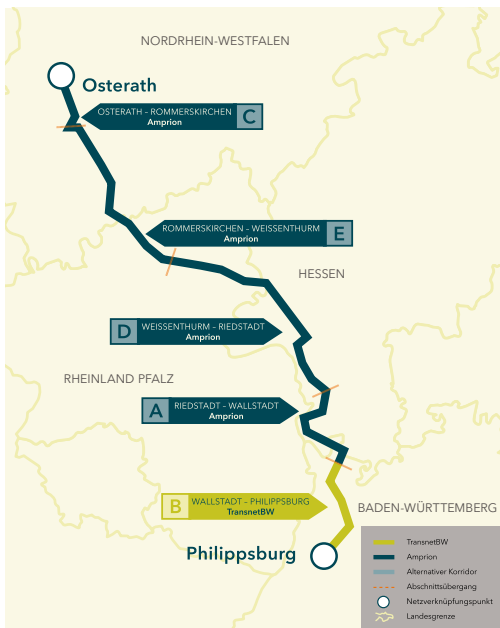 NORDRHEIN-WESTFALEN
Osterath
OSTERATH – ROMMERSKIRCHEN
Amprion
C
ROMMERSKIRCHEN – WEISSENTHURM
Amprion
E
HESSEN
D
WEISSENTHURM – RIEDSTADT
Amprion
RHEINLAND PFALZ
A
RIEDSTADT – WALLSTADT
Amprion
B
WALLSTADT – PHILIPPSBURG
TransnetBW
BADEN-WÜRTTEMBERG
Philippsburg
TransnetBW
Amprion
Alternativer Korridor
Abschnittsübergang
Netzverknüpfungspunkt
Landesgrenze